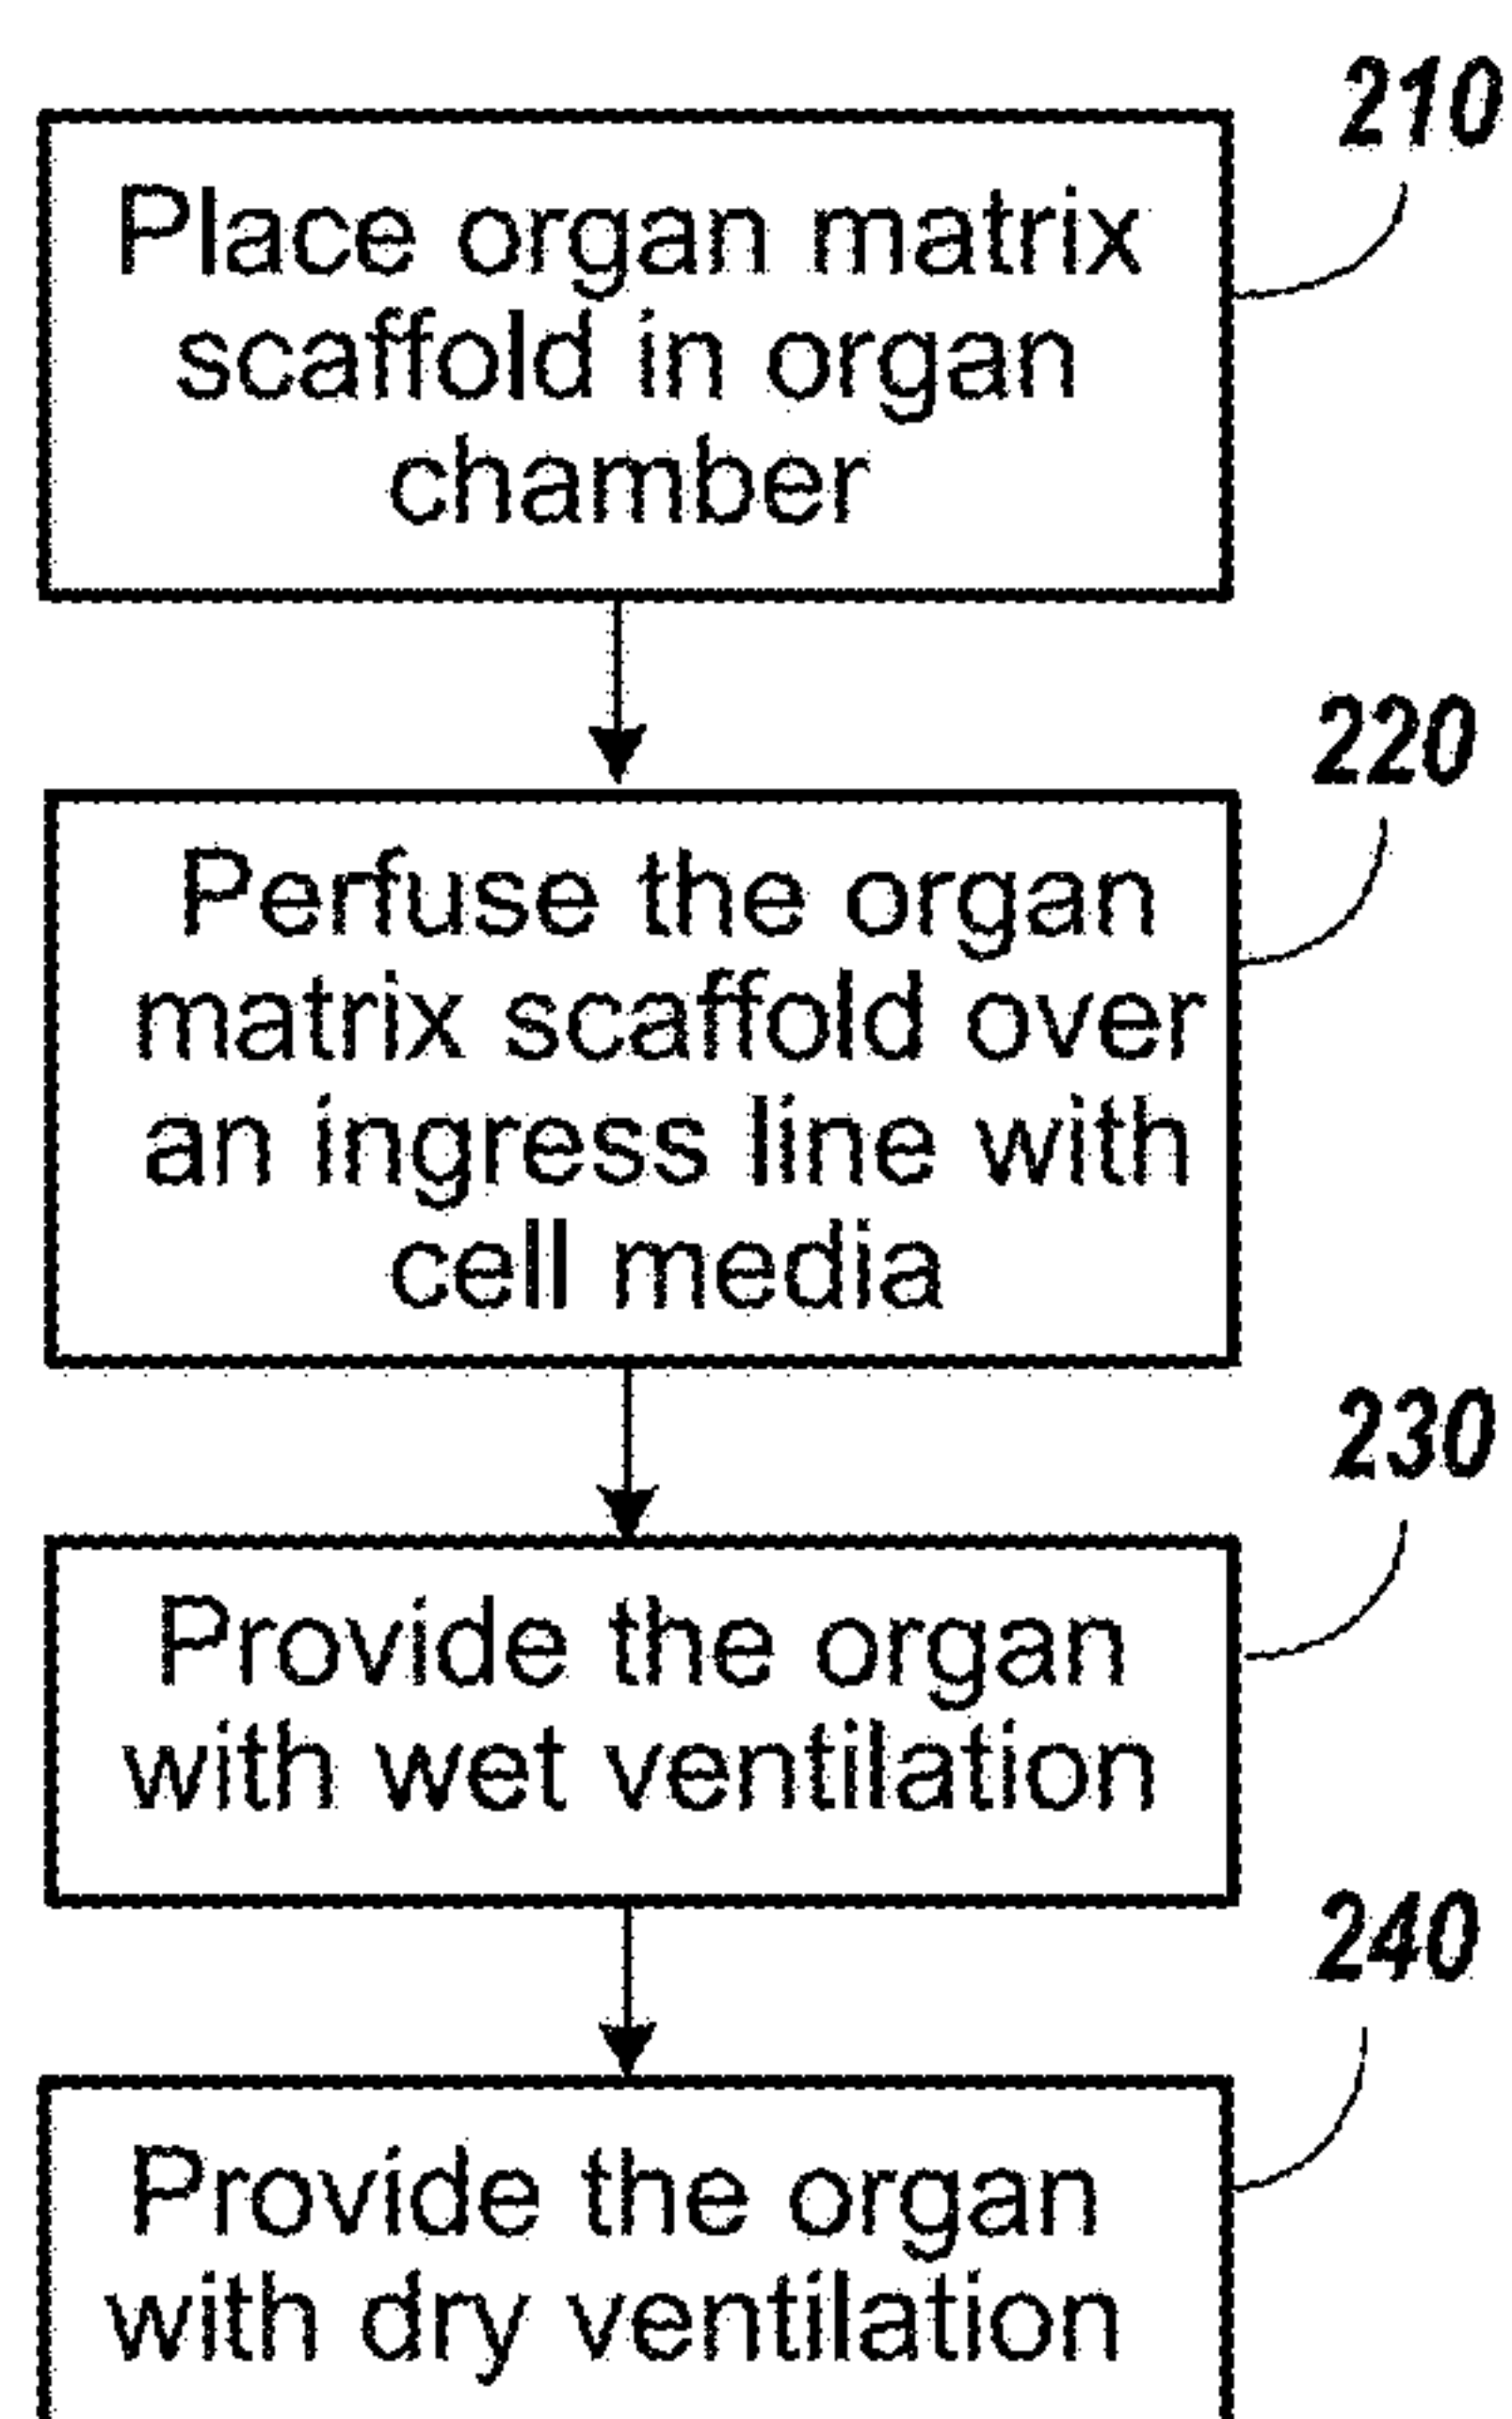 210
Place organ matrix
scaffold in organ
chamber
220
Perfuse the organ
matrix scaffold over
an ingress line with
cell media
230
Provide the organ
with wet ventilation
240
Provide the organ
with dry ventilation